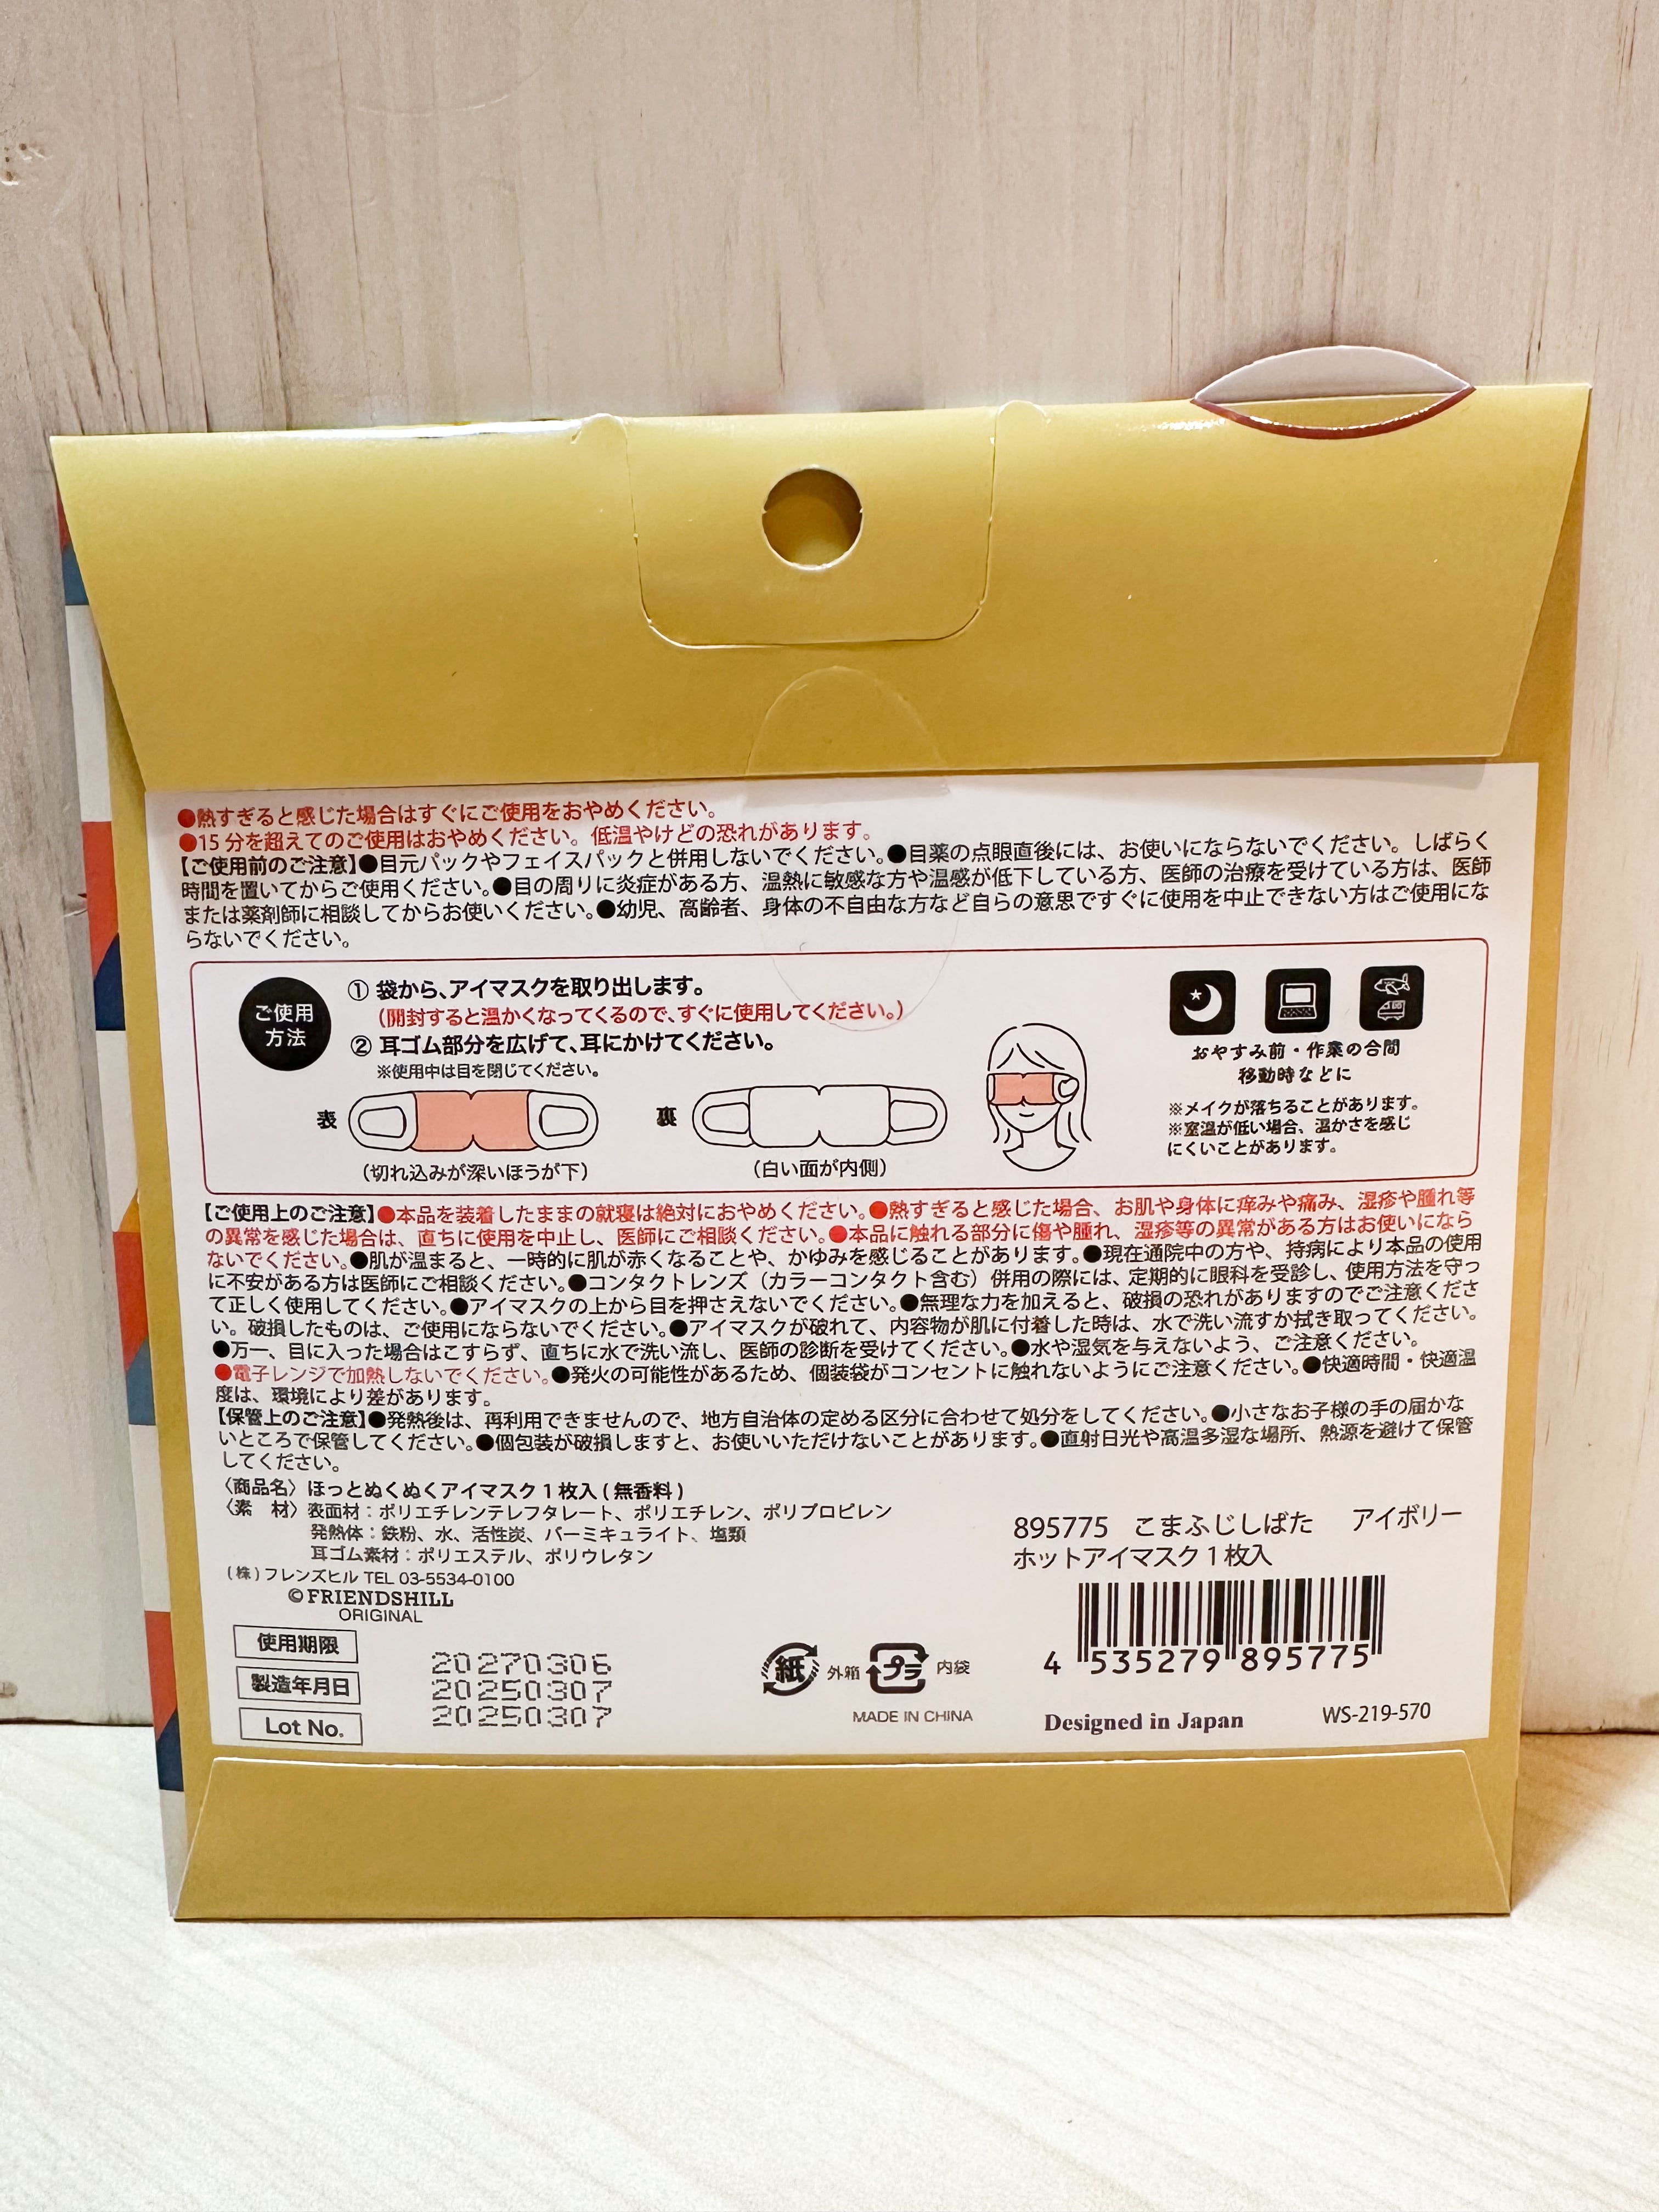 ●熱すぎると感じた場合はすぐにご使用をおやめください。
●15分を超えてのご使用はおやめください。低温やけどの恐れがあります。
【ご使用前のご注意】●目元パックやフェイスパックと併用しないでください。●目薬の点眼直後には、お使いにならないでください。しばらく
時間を置いてからご使用ください。●目の周りに炎症がある方、温熱に敏感な方や温感が低下している方、医師の治療を受けている方は、医師
または薬剤師に相談してからお使いください。●幼児、高齢者、身体の不自由な方など自らの意思ですぐに使用を中止できない方はご使用にな
らないでください。
ご使用
方法
① 袋から、アイマスクを取り出します。
(開封すると温かくなってくるので、すぐに使用してください。)
② 耳ゴム部分を広げて、耳にかけてください。
※使用中は目を閉じてください。
表
(切れ込みが深いほうが下)
裏
(白い面が内側)
おやすみ前・作業の合間
移動時などに
※メイクが落ちることがあります。
※室温が低い場合、温かさを感じ
にくいことがあります。
【ご使用上のご注意】●本品を装着したままの就寝は絶対におやめください。●熱すぎると感じた場合、お肌や身体に痒みや痛み、湿疹や腫れ等
の異常を感じた場合は、直ちに使用を中止し、医師にご相談ください。●本品に触れる部分に傷や腫れ、湿疹等の異常がある方はお使いになら
ないでください。●肌が温まると、一時的に肌が赤くなることや、かゆみを感じることがあります。●現在通院中の方や、持病により本品の使用
に不安がある方は医師にご相談ください。●コンタクトレンズ（カラーコンタクト含む）併用の際には、定期的に眼科を受診し、使用方法を守っ
て正しく使用してください。●アイマスクの上から目を押さえないでください。●無理な力を加えると、破損の恐れがありますのでご注意くださ
い。破損したものは、ご使用にならないでください。●アイマスクが破れて、内容物が肌に付着した時は、水で洗い流すか拭き取ってください。
●万一、目に入った場合はこすらず、直ちに水で洗い流し、医師の診断を受けてください。●水や湿気を与えないよう、ご注意ください。
●電子レンジで加熱しないでください。●発火の可能性があるため、個装袋がコンセントに触れないようにご注意ください。●快適時間・快適温
度は、環境により差があります。
【保管上のご注意】●発熱後は、再利用できませんので、地方自治体の定める区分に合わせて処分をしてください。●小さなお子様の手の届かな
いところで保管してください。●個包装が破損しますと、お使いいただけないことがあります。●直射日光や高温多湿な場所、熱源を避けて保管
してください。
〈商品名〉ほっとぬくぬくアイマスク1枚入(無香料)
〈素　材〉表面材：ポリエチレンテレフタレート、ポリエチレン、ポリプロピレン
発熱体：鉄粉、水、活性炭、バーミキュライト、塩類
耳ゴム素材：ポリエステル、ポリウレタン
(株)フレンズヒル TEL 03-5534-0100
© FRIENDSHILL
ORIGINAL
895775　こまふじしばた　アイボリー
ホットアイマスク1枚入
4 535279 895775
使用期限 20270306
製造年月日 20250307
Lot No. 20250307
紙 外箱 プラ 内袋
MADE IN CHINA
Designed in Japan
WS-219-570